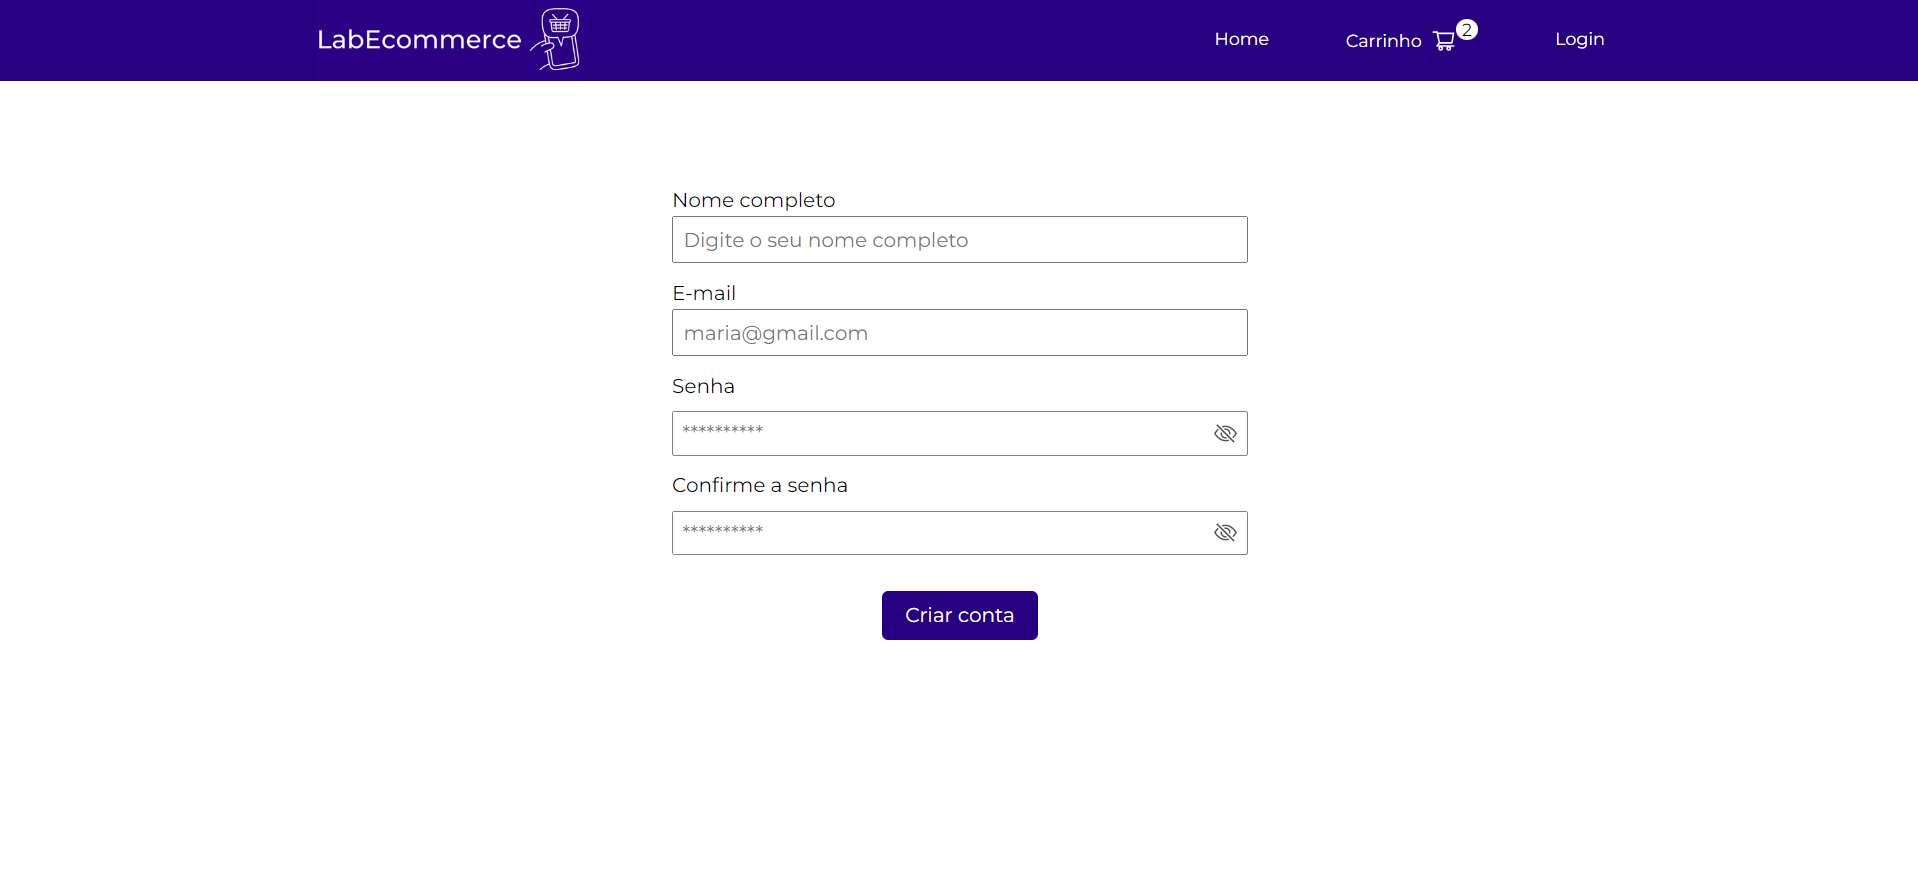 LabEcommerce
Home
Carrinho 2
Login
Nome completo
Digite o seu nome completo
E-mail
maria@gmail.com
Senha
**********
Confirme a senha
**********
Criar conta